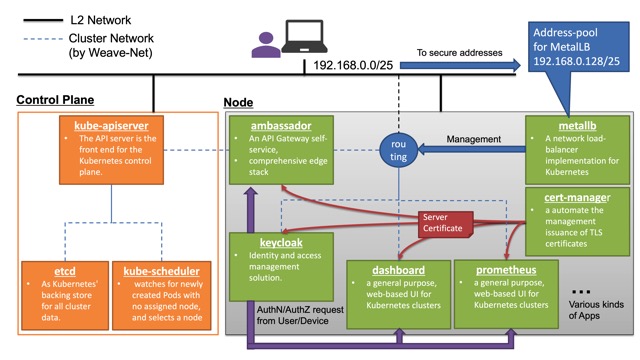 L2 Network
Cluster Network
(by Weave-Net)
192.168.0.0/25
To secure addresses
Address-pool
for MetalLB
192.168.0.128/25
Control Plane
kube-apiserver
• The API server is the
front end for the
Kubernetes control
plane.
etcd
• As Kubernetes'
backing store
for all cluster
data.
kube-scheduler
• watches for newly
created Pods with
no assigned node,
and selects a node
Node
ambassador
• An API Gateway self-
service,
• comprehensive edge
stack
rou
ting
Management
metallb
• A network load-
balancer
implementation for
Kubernetes
cert-manager
• a automate the
management
issuance of TLS
certificates
Server
Certificate
keycloak
• Identity and access
management
solution.
dashboard
• a general purpose,
web-based UI for
Kubernetes clusters
prometheus
• a general purpose,
web-based UI for
Kubernetes clusters
...
Various kinds
of Apps
AuthN/AuthZ request
from User/Device